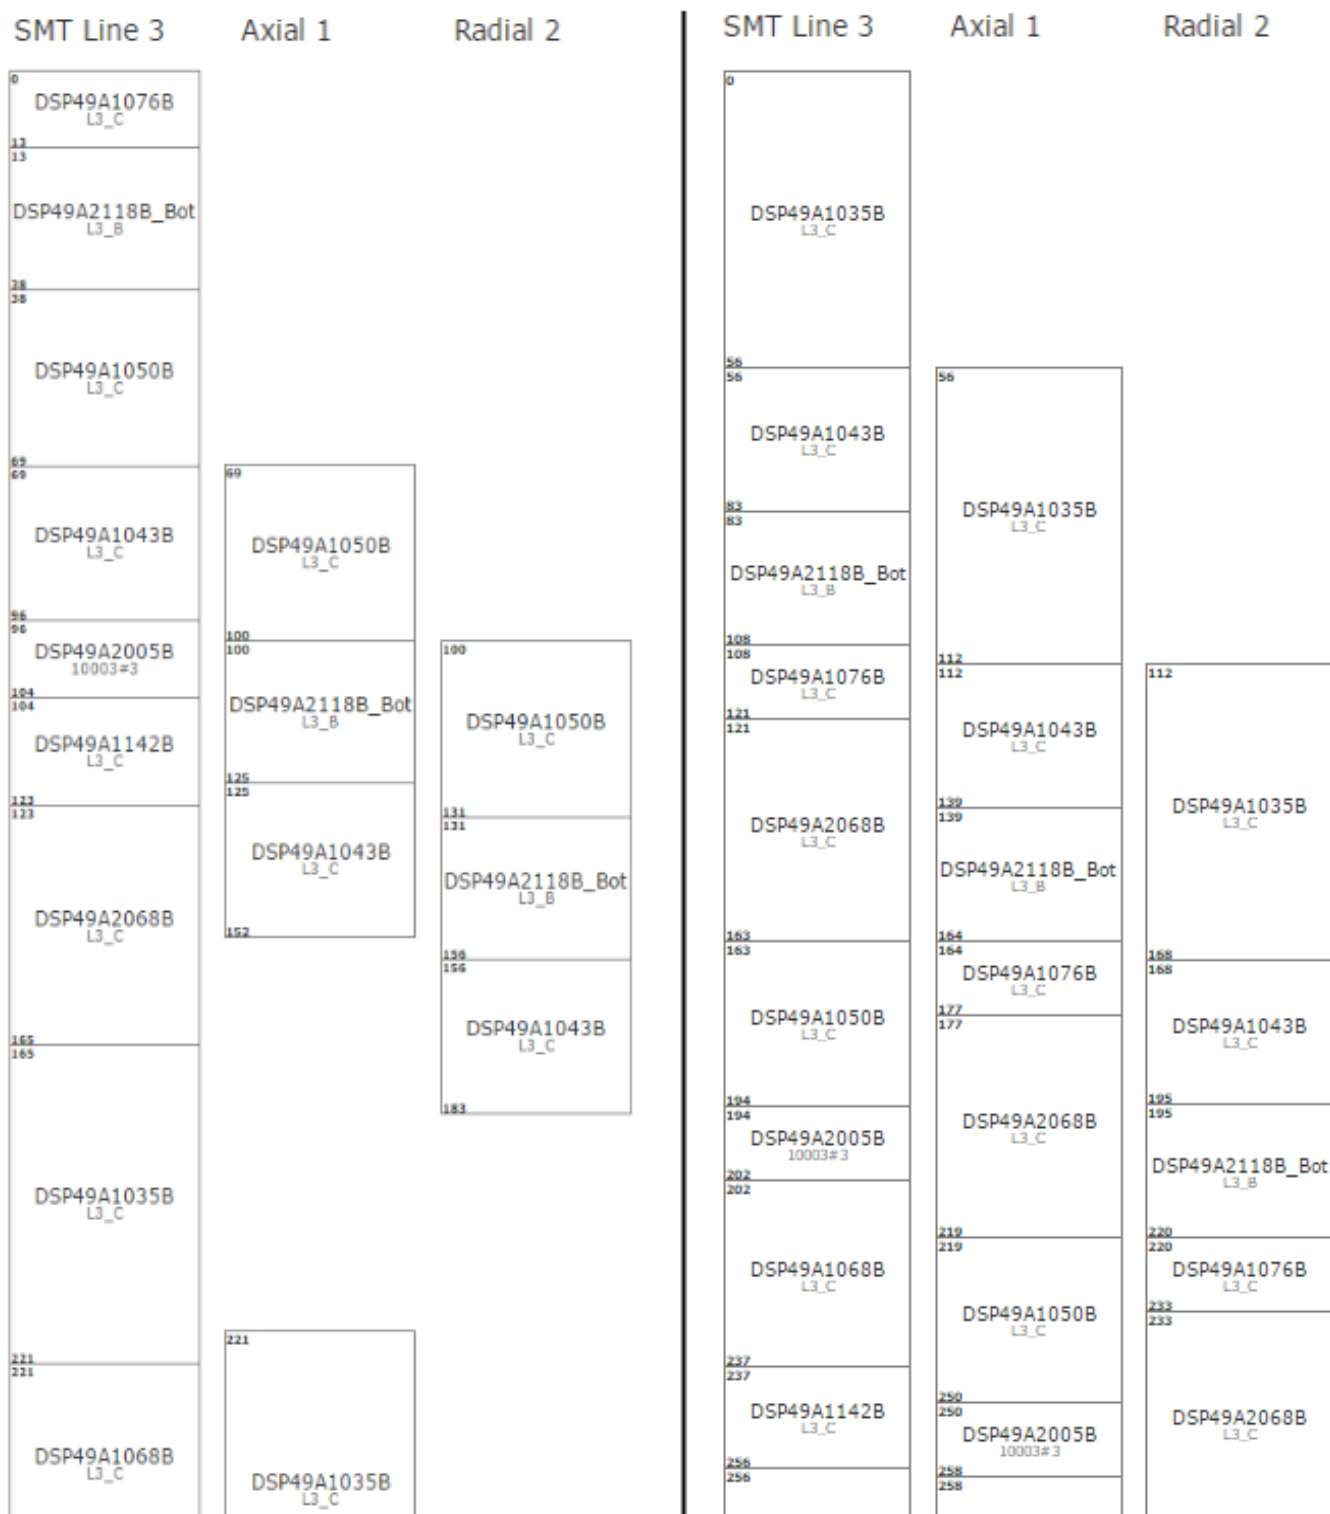 SMT Line 3
Axial 1
Radial 2
0
DSP49A1076B
L3_C
13
13
DSP49A2118B_Bot
L3_B
38
38
DSP49A1050B
L3_C
69
69
DSP49A1043B
L3_C
96
96
DSP49A2005B
10003#3
104
104
DSP49A1142B
L3_C
123
123
DSP49A2068B
L3_C
165
165
DSP49A1035B
L3_C
221
221
DSP49A1068B
L3_C
69
DSP49A1050B
L3_C
100
100
DSP49A2118B_Bot
L3_B
125
125
DSP49A1043B
L3_C
152
221
DSP49A1035B
L3_C
100
DSP49A1050B
L3_C
131
131
DSP49A2118B_Bot
L3_B
156
156
DSP49A1043B
L3_C
183
SMT Line 3
Axial 1
Radial 2
0
DSP49A1035B
L3_C
56
56
DSP49A1043B
L3_C
83
83
DSP49A2118B_Bot
L3_B
108
108
DSP49A1076B
L3_C
121
121
DSP49A2068B
L3_C
163
163
DSP49A1050B
L3_C
194
194
DSP49A2005B
10003#3
202
202
DSP49A1068B
L3_C
237
237
DSP49A1142B
L3_C
256
256
56
DSP49A1035B
L3_C
112
112
DSP49A1043B
L3_C
139
139
DSP49A2118B_Bot
L3_B
164
164
DSP49A1076B
L3_C
177
177
DSP49A2068B
L3_C
219
219
DSP49A1050B
L3_C
250
250
DSP49A2005B
10003#3
258
258
112
DSP49A1035B
L3_C
168
168
DSP49A1043B
L3_C
195
195
DSP49A2118B_Bot
L3_B
220
220
DSP49A1076B
L3_C
233
233
DSP49A2068B
L3_C